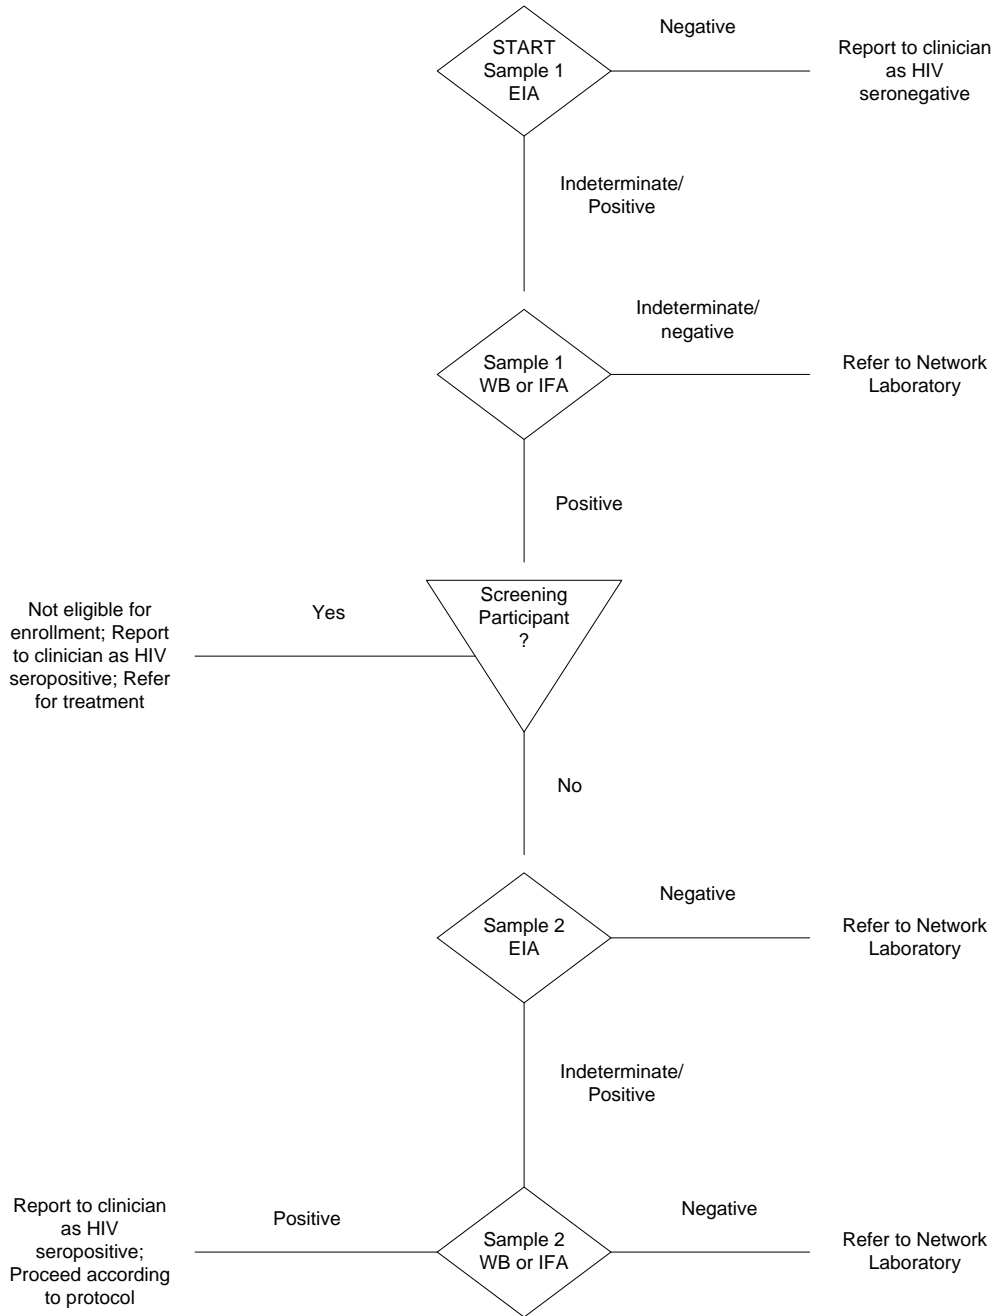 Negative
START
Sample 1
EIA
Report to clinician
as HIV
seronegative
Indeterminate/
Positive
Indeterminate/
negative
Sample 1
WB or IFA
Refer to Network
Laboratory
Positive
Screening
Participant
?
Yes
Not eligible for
enrollment; Report
to clinician as HIV
seropositive; Refer
for treatment
No
Negative
Sample 2
EIA
Refer to Network
Laboratory
Indeterminate/
Positive
Report to clinician
as HIV
seropositive;
Proceed according
to protocol
Positive
Sample 2
WB or IFA
Negative
Refer to Network
Laboratory